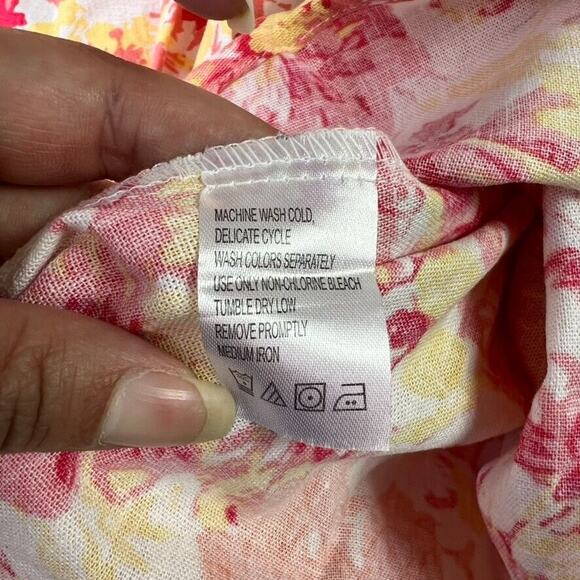 MACHINE WASH COLD,
DELICATE CYCLE
WASH COLORS SEPARATELY
USE ONLY NON-CHLORINE BLEACH
TUMBLE DRY LOW
REMOVE PROMPTLY
MEDIUM IRON